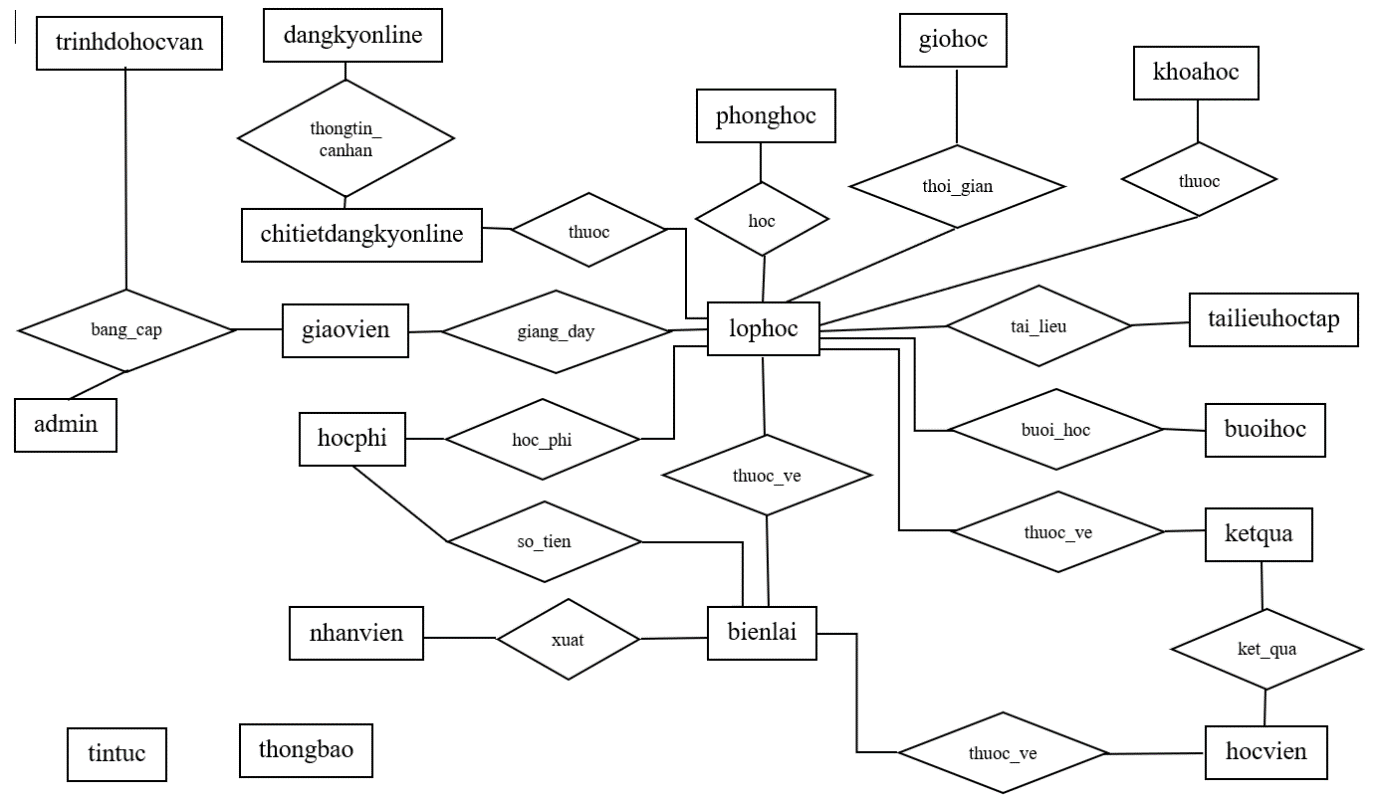 trinhdohocvan
dangkyonline
giohoc
khoahoc
phonghoc
thongtin_
canhan
thoi_gian
thuoc
hoc
chitietdangkyonline
thuoc
bang_cap
giaovien
giang_day
lophoc
tai_lieu
tailieuhoctap
admin
hocphi
hoc_phi
buoi_hoc
buoihoc
thuoc_ve
so_tien
thuoc_ve
ketqua
nhanvien
xuat
bienlai
ket_qua
tintuc
thongbao
thuoc_ve
hocvien